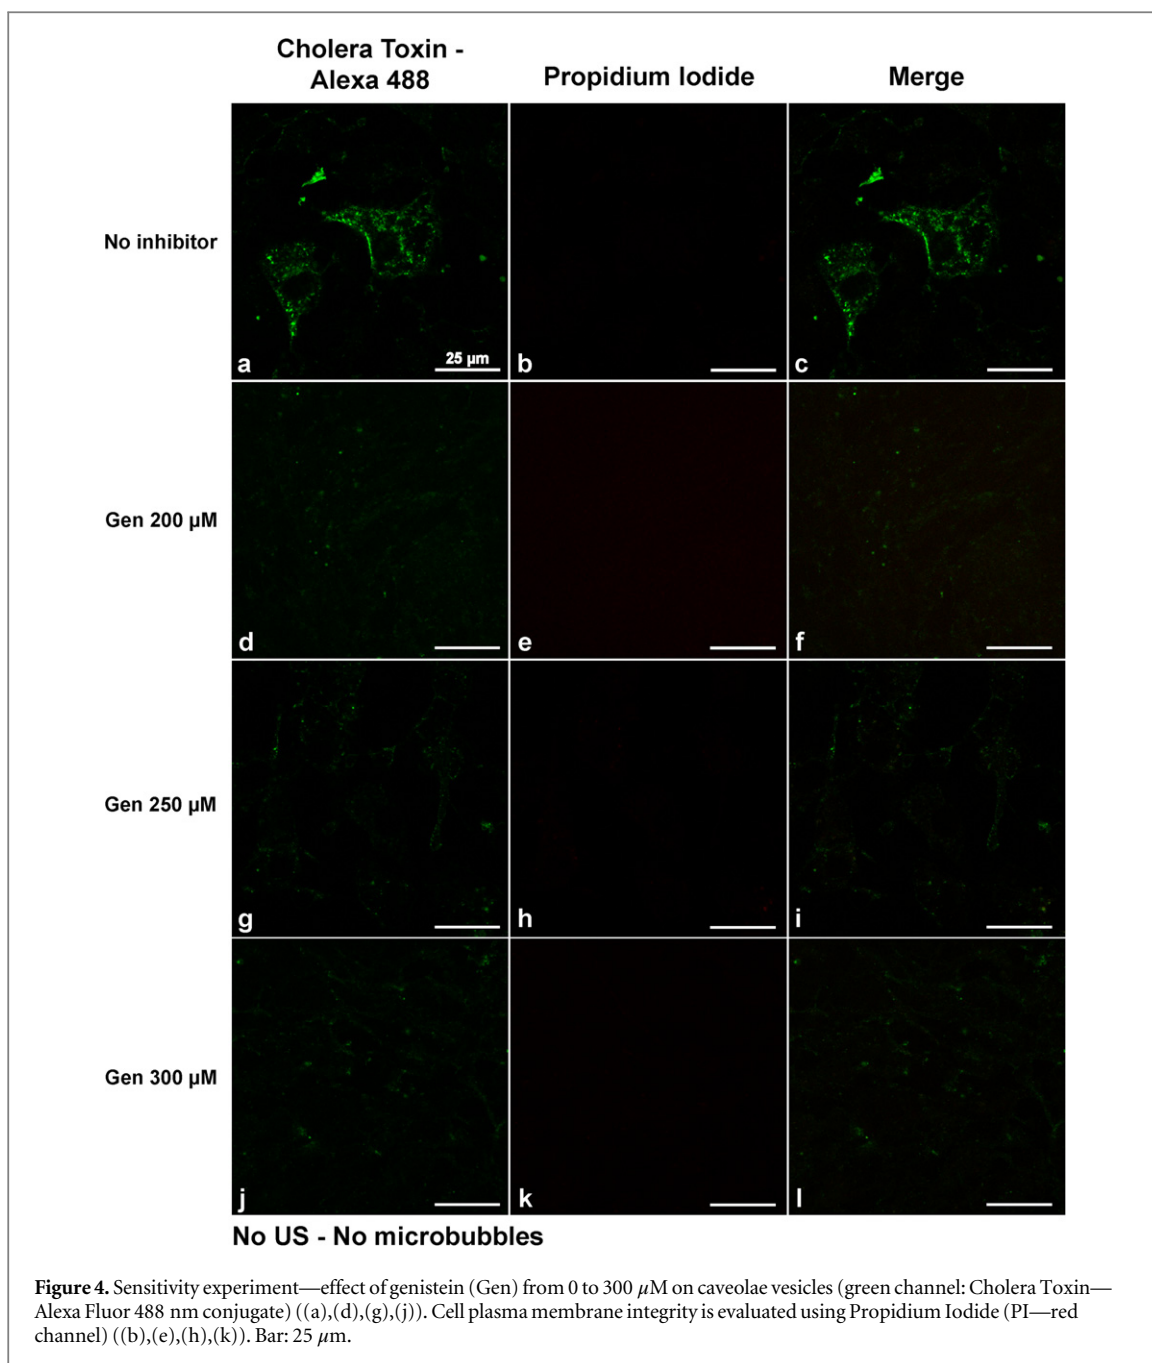 Cholera Toxin -
Alexa 488
Propidium Iodide
Merge
No inhibitor
a
25 µm
b
c
Gen 200 µM
d
e
f
Gen 250 µM
g
h
i
Gen 300 µM
j
k
l
No US - No microbubbles
Figure 4. Sensitivity experiment—effect of genistein (Gen) from 0 to 300 µM on caveolae vesicles (green channel: Cholera Toxin—
Alexa Fluor 488 nm conjugate) ((a),(d),(g),(j)). Cell plasma membrane integrity is evaluated using Propidium Iodide (PI—red
channel) ((b),(e),(h),(k)). Bar: 25 µm.